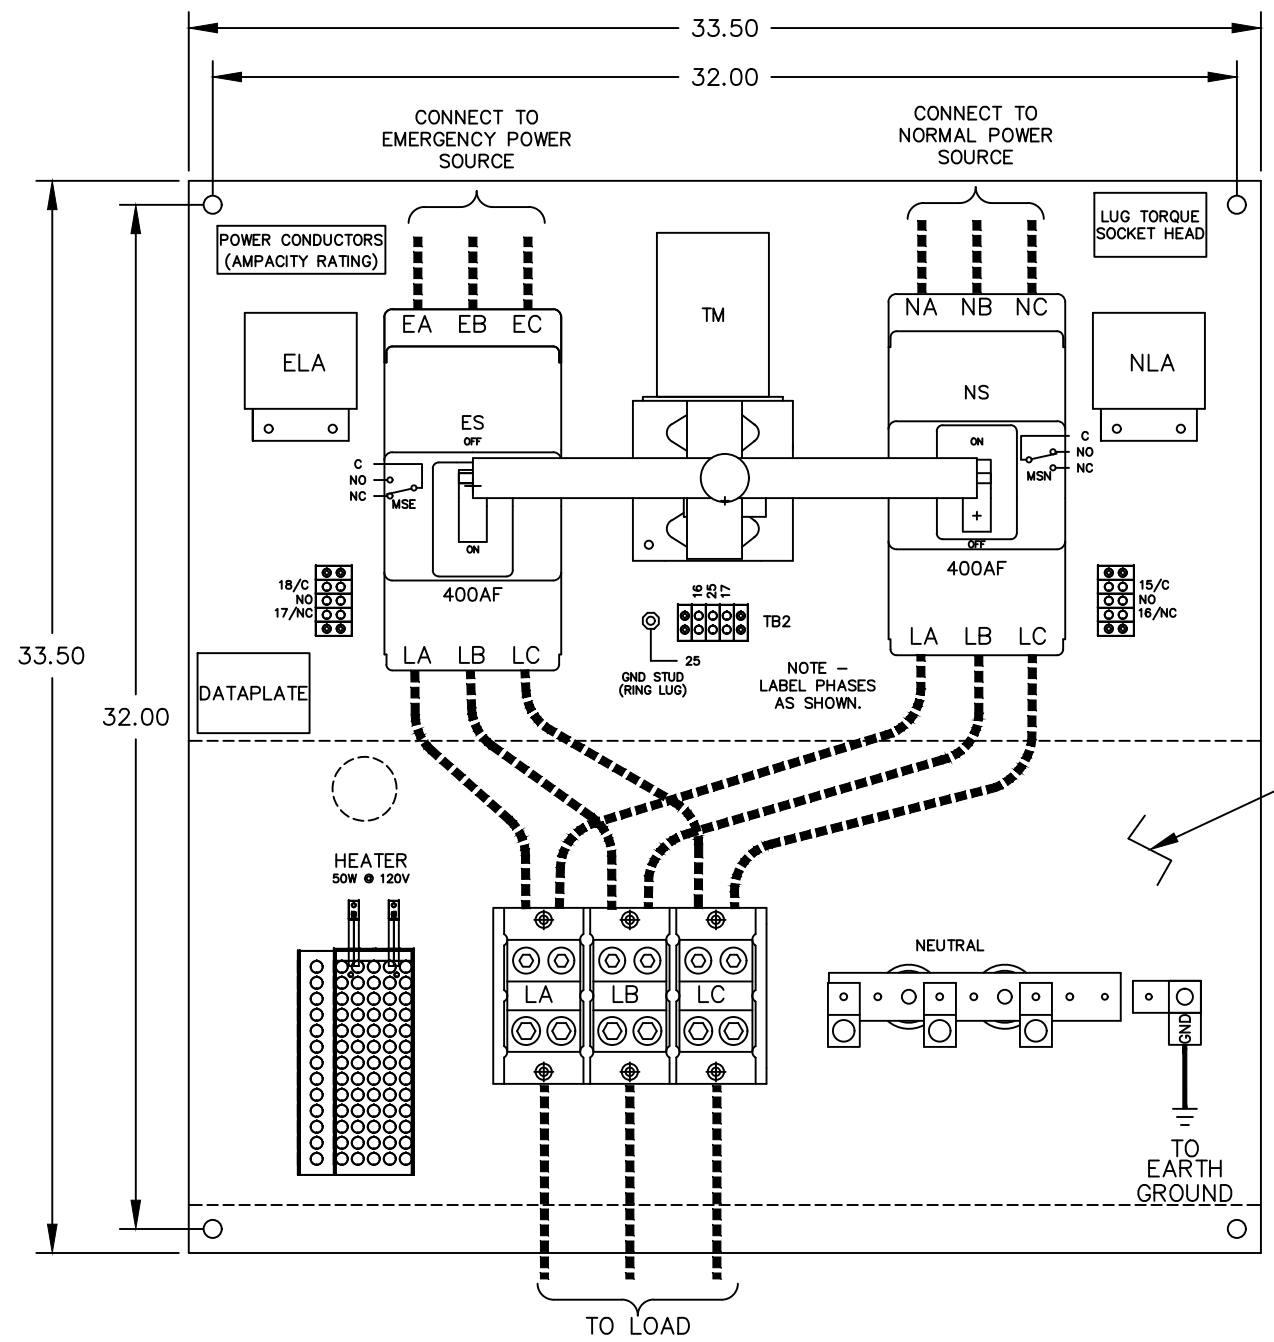 33.50
32.00
CONNECT TO
EMERGENCY POWER
SOURCE
CONNECT TO
NORMAL POWER
SOURCE
POWER CONDUCTORS
(AMPACITY RATING)
LUG TORQUE
SOCKET HEAD
EA EB EC
TM
NA NB NC
ELA
NLA
ES
OFF
NS
ON
C
NO
NC
MSE
C
NO
NC
MSN
ON
OFF
400AF
400AF
18/C
NO
17/NC
16 25 17
TB2
15/C
NO
16/NC
LA LB LC
25
GND STUD
(RING LUG)
NOTE –
LABEL PHASES
AS SHOWN.
LA LB LC
33.50
32.00
DATAPLATE
HEATER
50W @ 120V
LA LB LC
NEUTRAL
GND
TO
EARTH
GROUND
TO LOAD